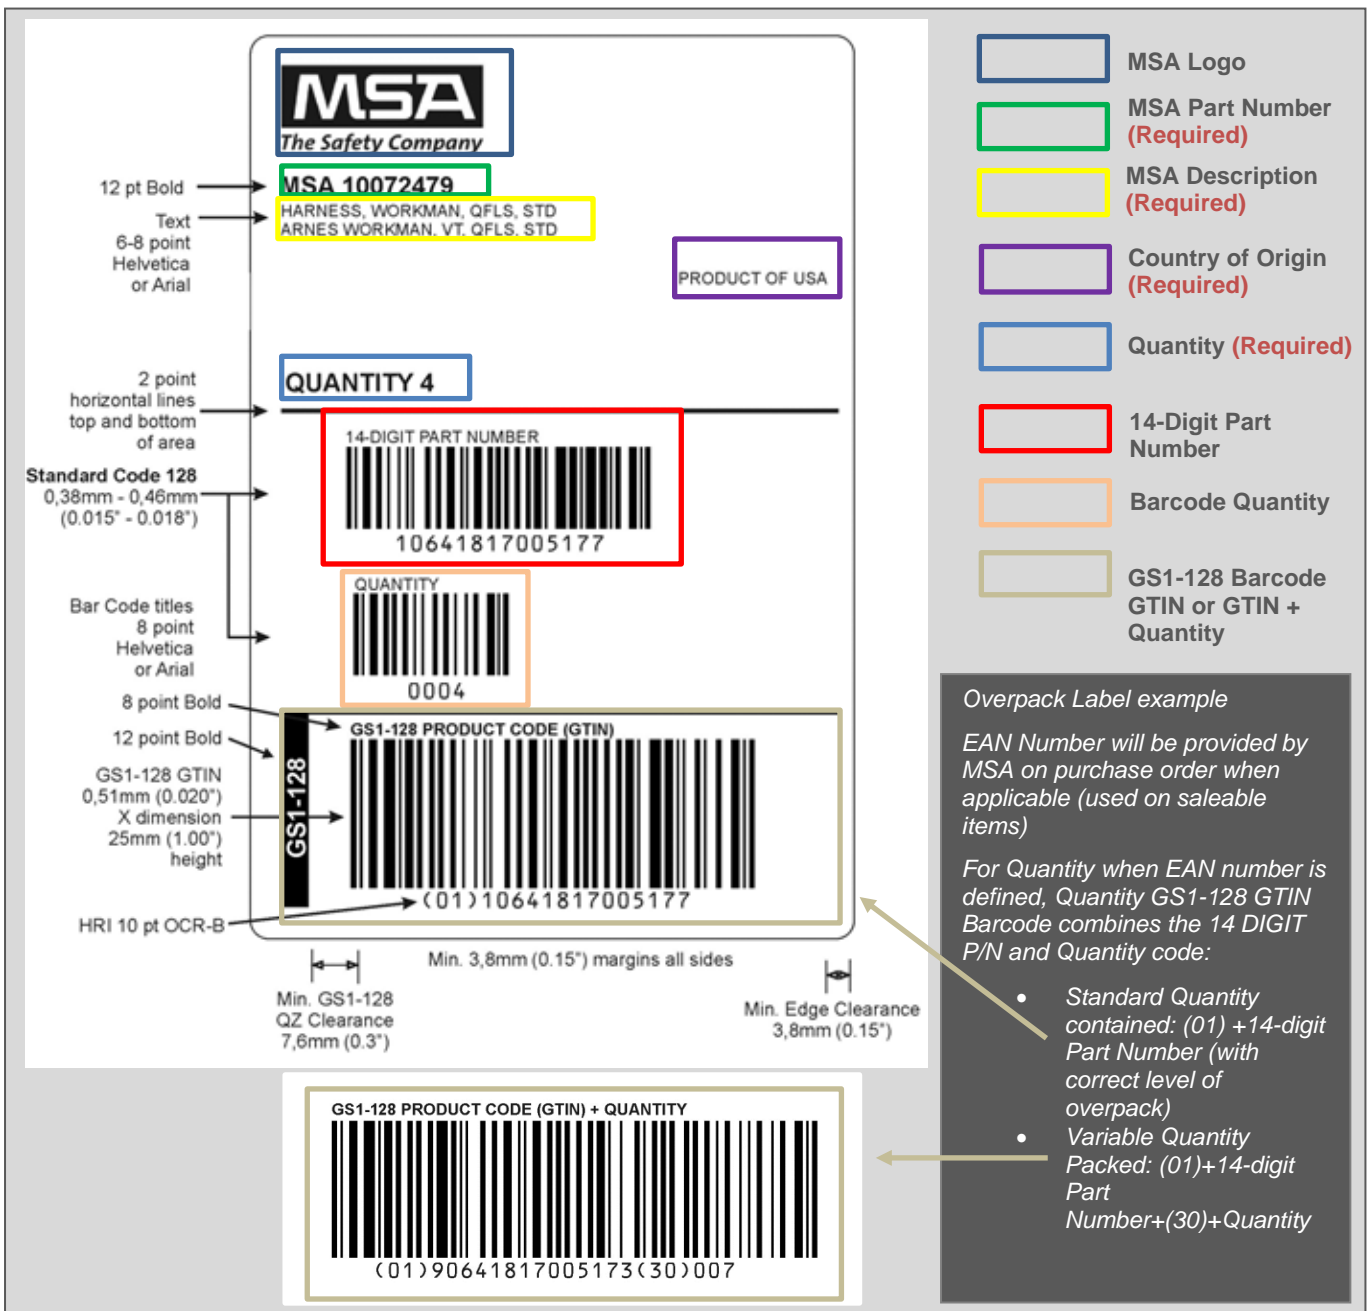 MSA
The Safety Company
MSA 10072479
HARNESS, WORKMAN, QFLS, STD
ARNES WORKMAN, VT, QFLS, STD
PRODUCT OF USA
QUANTITY 4
14-DIGIT PART NUMBER
10641817005177
QUANTITY
0004
GS1-128
GS1-128 PRODUCT CODE (GTIN)
(01)10641817005177
12 pt Bold
Text
6-8 point
Helvetica
or Arial
2 point
horizontal lines
top and bottom
of area
Standard Code 128
0,38mm - 0,46mm
(0.015" - 0.018")
Bar Code titles
8 point
Helvetica
or Arial
8 point Bold
12 point Bold
GS1-128 GTIN
0,51mm (0.020")
X dimension
25mm (1.00")
height
HRI 10 pt OCR-B
Min. 3,8mm (0.15") margins all sides
Min. GS1-128
QZ Clearance
7,6mm (0.3")
Min. Edge Clearance
3,8mm (0.15")
GS1-128 PRODUCT CODE (GTIN) + QUANTITY
(01)90641817005173(30)007
MSA Logo
MSA Part Number
(Required)
MSA Description
(Required)
Country of Origin
(Required)
Quantity (Required)
14-Digit Part
Number
Barcode Quantity
GS1-128 Barcode
GTIN or GTIN +
Quantity
Overpack Label example
EAN Number will be provided by
MSA on purchase order when
applicable (used on saleable
items)
For Quantity when EAN number is
defined, Quantity GS1-128 GTIN
Barcode combines the 14 DIGIT
P/N and Quantity code:
• Standard Quantity
contained: (01) +14-digit
Part Number (with
correct level of
overpack)
• Variable Quantity
Packed: (01)+14-digit
Part
Number+(30)+Quantity